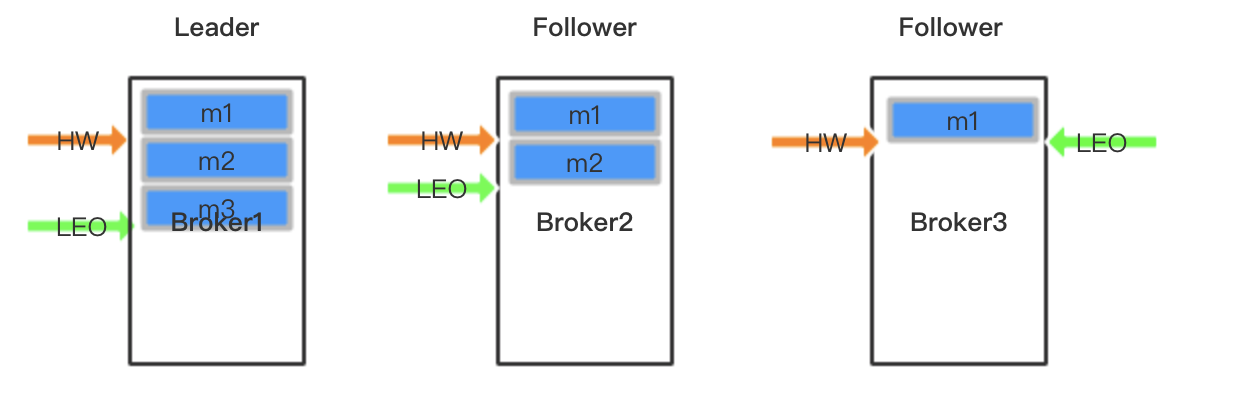 Leader
Follower
Follower
m1
m1
m1
HW
HW
HW
LEO
m2
m2
LEO
m3
LEO
Broker1
Broker2
Broker3